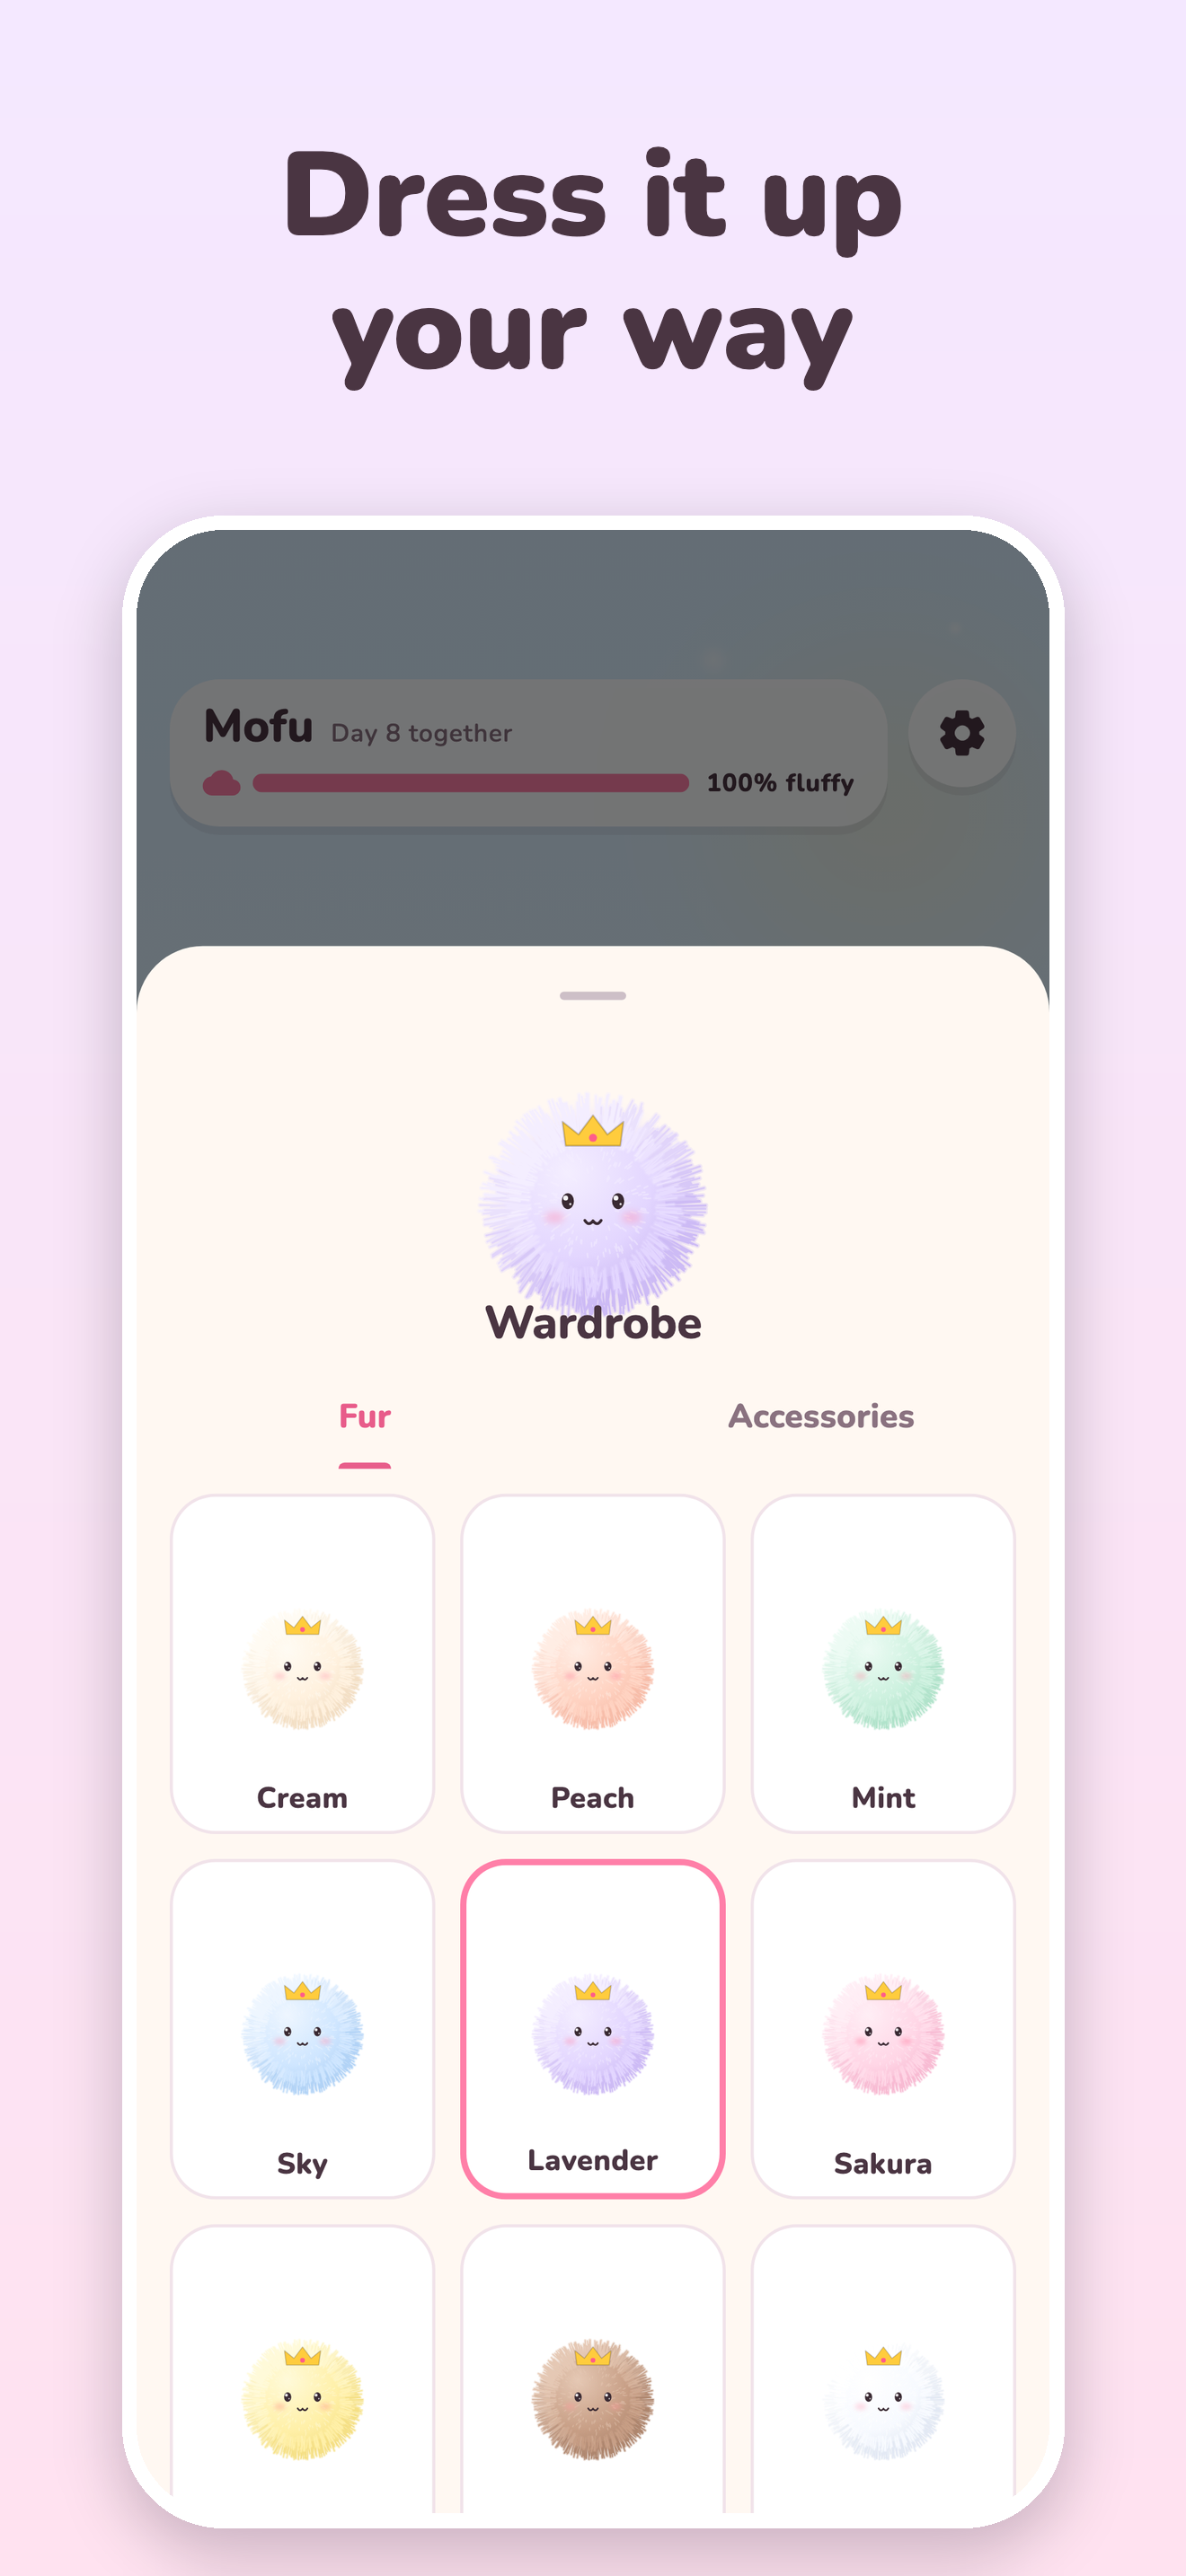 Dress it up
your way
Mofu Day 8 together
100% fluffy
Wardrobe
Fur Accessories
Cream Peach Mint
Sky Lavender Sakura